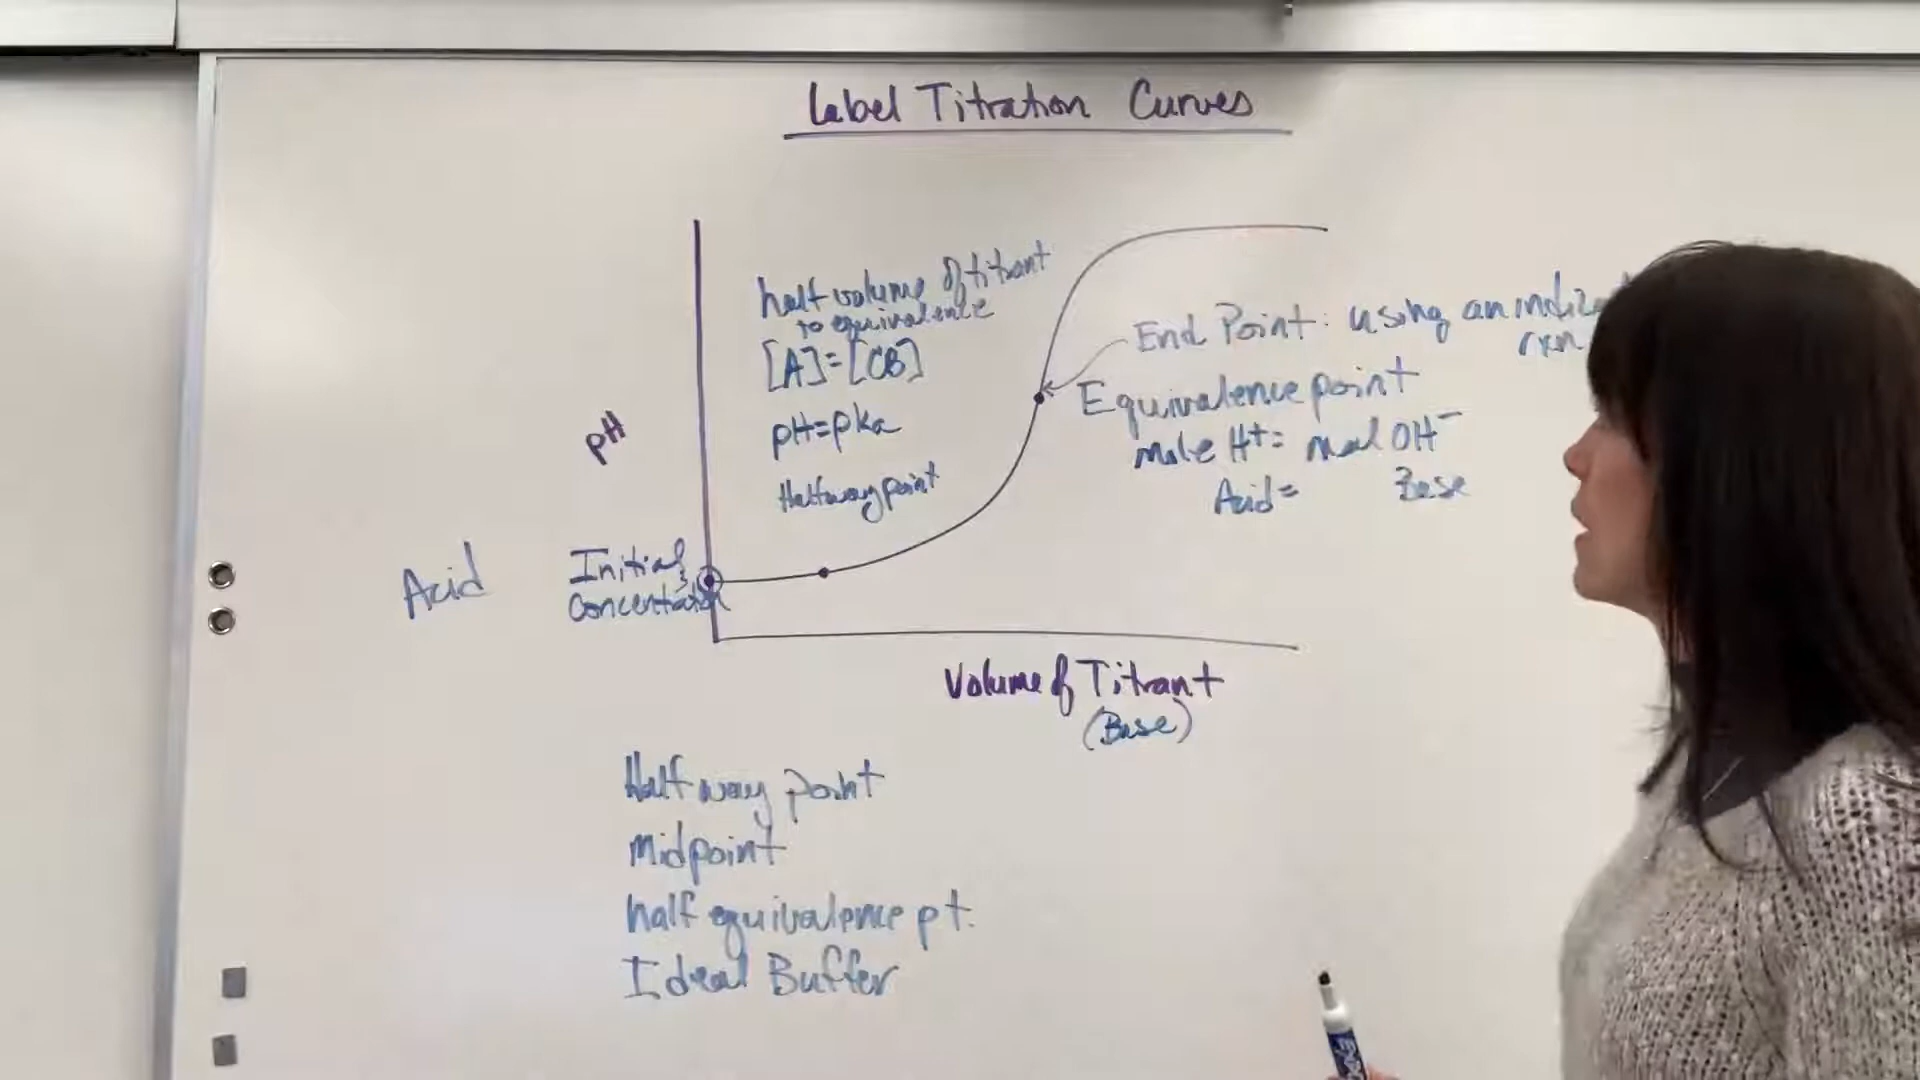 Label Titration Curves
half volume of titrant
to equivalence
[A]=[CB]
pH=pka
Halfway point
pH
End Point: using an
rxn
Equivalence point
mole H+= mol OH-
Acid= Base
Acid
Initial
Concentration
Volume of Titrant
(Base)
Halfway point
Midpoint
half equivalence pt.
Ideal Buffer